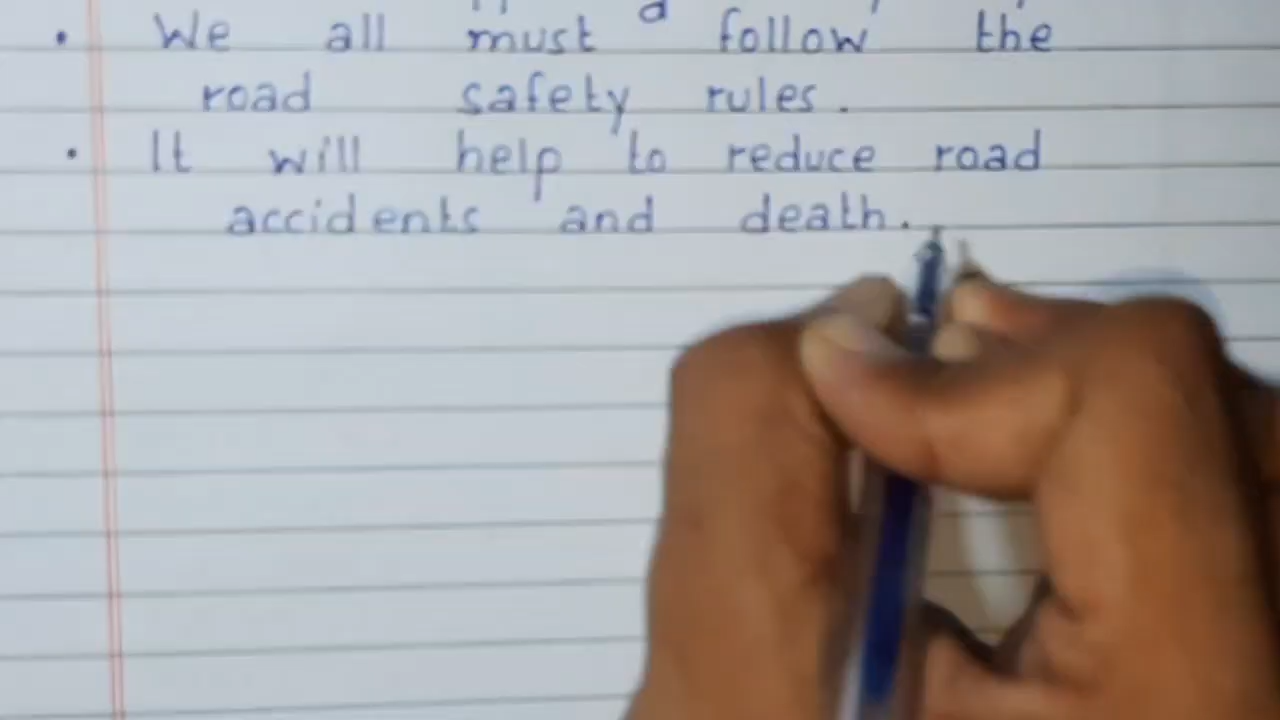 • We all must follow the
road safety rules.
• It will help to reduce road
accidents and death.